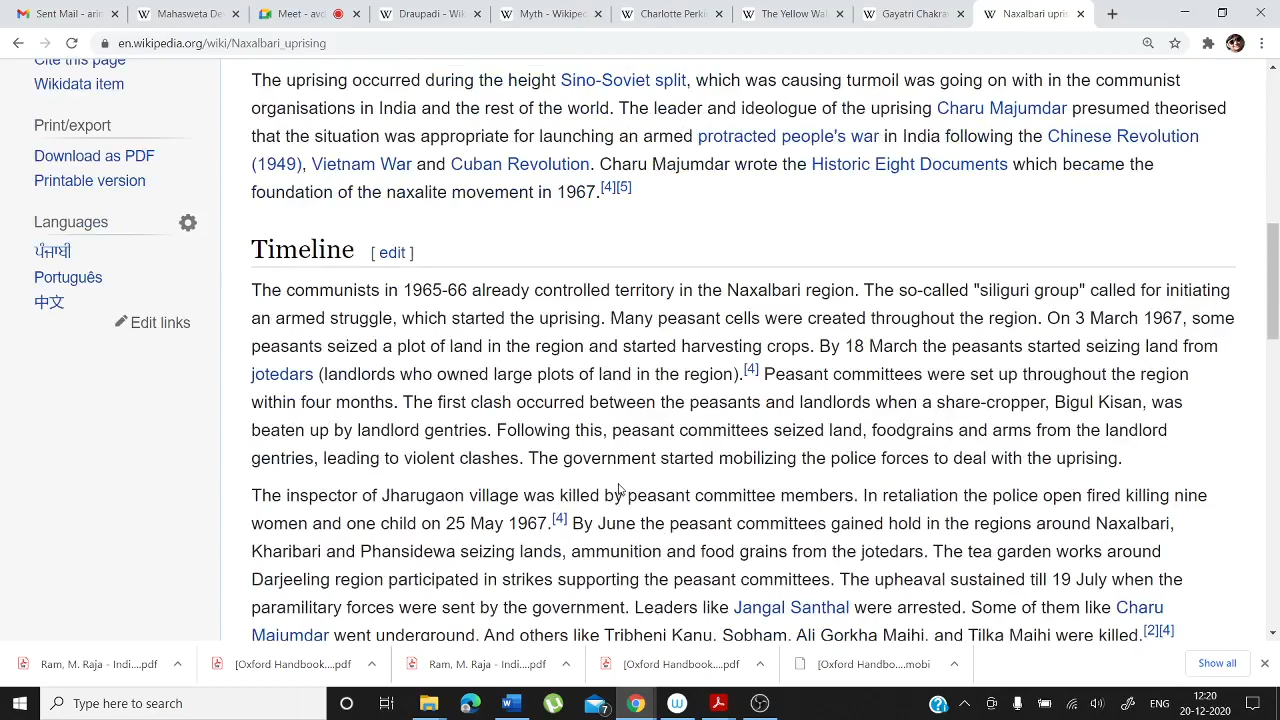 Sent Mail - arin
Mahasweta Dev
Meet - avd
Draupadi - Wik
Myth - Wikiped
Charlotte Perki
The Yellow Wal
Gayatri Chakrav
Naxalbari upris
en.wikipedia.org/wiki/Naxalbari_uprising
Cite this page
Wikidata item
Print/export
Download as PDF
Printable version
Languages
ਪੰਜਾਬੀ
Português
中文
Edit links
The uprising occurred during the height Sino-Soviet split, which was causing turmoil was going on with in the communist
organisations in India and the rest of the world. The leader and ideologue of the uprising Charu Majumdar presumed theorised
that the situation was appropriate for launching an armed protracted people's war in India following the Chinese Revolution
(1949), Vietnam War and Cuban Revolution. Charu Majumdar wrote the Historic Eight Documents which became the
foundation of the naxalite movement in 1967.[4][5]
Timeline [ edit ]
The communists in 1965-66 already controlled territory in the Naxalbari region. The so-called "siliguri group" called for initiating
an armed struggle, which started the uprising. Many peasant cells were created throughout the region. On 3 March 1967, some
peasants seized a plot of land in the region and started harvesting crops. By 18 March the peasants started seizing land from
jotedars (landlords who owned large plots of land in the region).[4] Peasant committees were set up throughout the region
within four months. The first clash occurred between the peasants and landlords when a share-cropper, Bigul Kisan, was
beaten up by landlord gentries. Following this, peasant committees seized land, foodgrains and arms from the landlord
gentries, leading to violent clashes. The government started mobilizing the police forces to deal with the uprising.
The inspector of Jharugaon village was killed by peasant committee members. In retaliation the police open fired killing nine
women and one child on 25 May 1967.[4] By June the peasant committees gained hold in the regions around Naxalbari,
Kharibari and Phansidewa seizing lands, ammunition and food grains from the jotedars. The tea garden works around
Darjeeling region participated in strikes supporting the peasant committees. The upheaval sustained till 19 July when the
paramilitary forces were sent by the government. Leaders like Jangal Santhal were arrested. Some of them like Charu
Majumdar went underground. And others like Tribheni Kanu, Sobham, Ali Gorkha Majhi, and Tilka Majhi were killed.[2][4]
Ram, M. Raja - Indi....pdf
[Oxford Handbook....pdf
Ram, M. Raja - Indi....pdf
[Oxford Handbook....pdf
[Oxford Handbo....mobi
Show all
Type here to search
7
ENG
12:20
20-12-2020